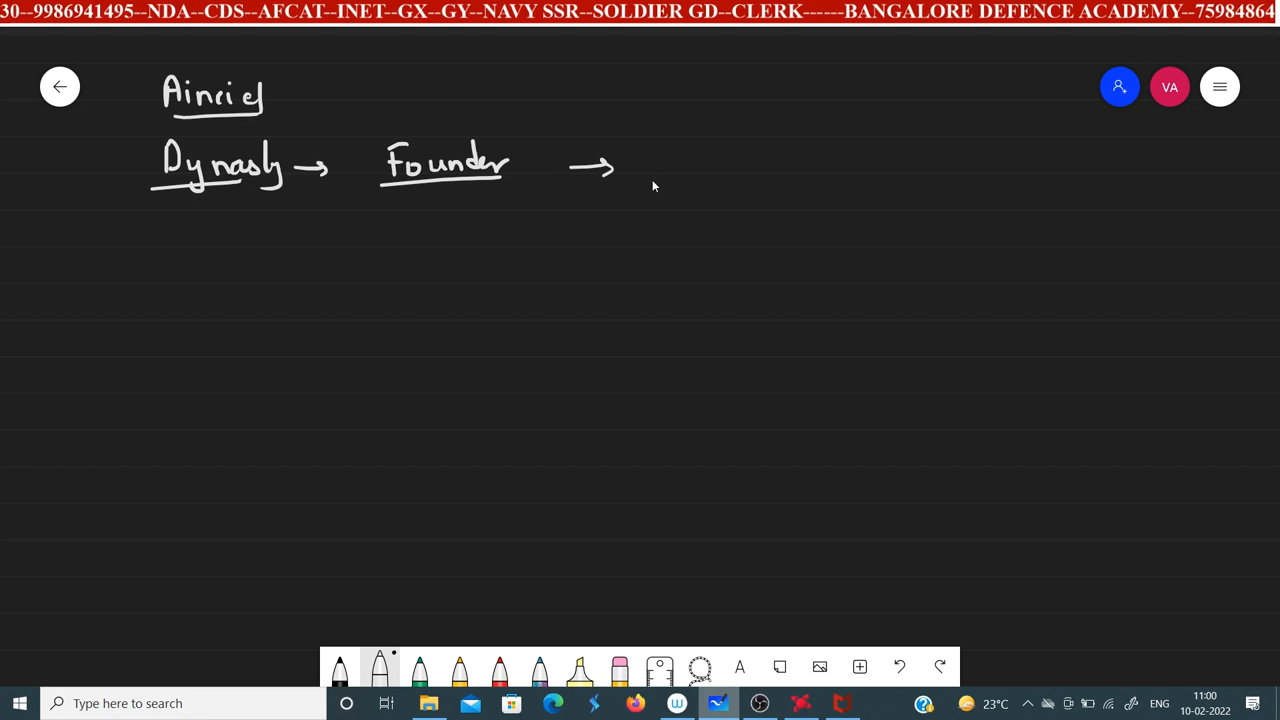 30--9986941495--NDA--CDS--AFCAT--INET--GX--GY--NAVY SSR--SOLDIER GD--CLERK------BANGALORE DEFENCE ACADEMY--75984864
VA
Dynasty → Founder →
A
Type here to search
23°C
ENG
11:00
10-02-2022